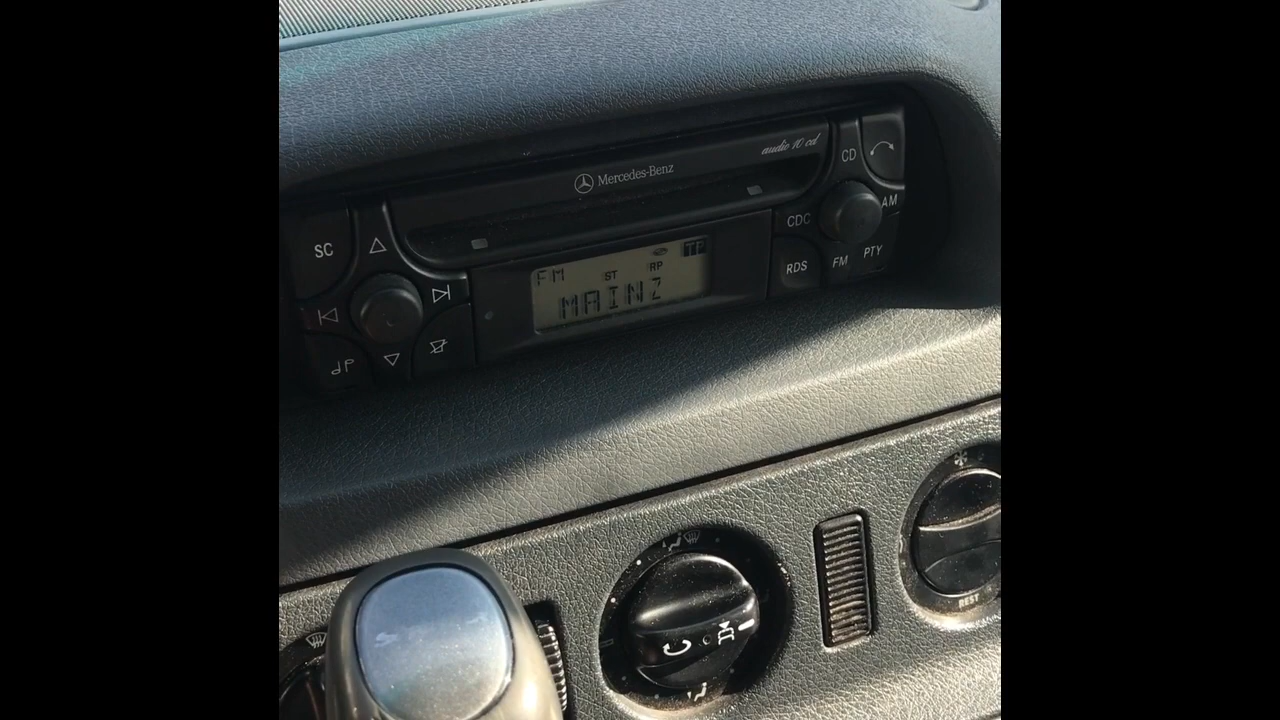 Mercedes-Benz
audio 10 cd
CD
SC
AM
CDC
TP
FM
ST
RP
PTY
FM
RDS
MAINZ
REST